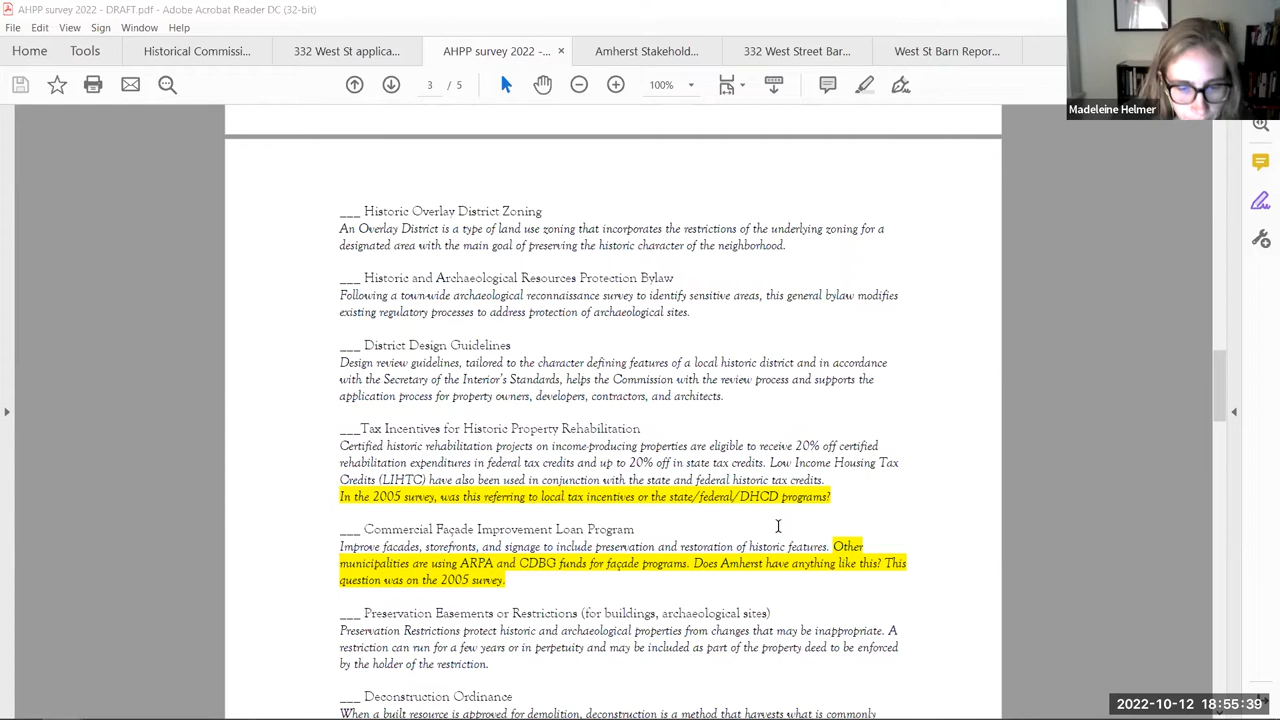 AHPP survey 2022 - DRAFT.pdf - Adobe Acrobat Reader DC (32-bit)
File Edit View Sign Window Help
Home Tools Historical Commissi... 332 West St applica... AHPP survey 2022 -... × Amherst Stakehold... 332 West Street Bar... West St Barn Repor...
3 / 5 100%
Madeleine Helmer
___ Historic Overlay District Zoning
An Overlay District is a type of land use zoning that incorporates the restrictions of the underlying zoning for a
designated area with the main goal of preserving the historic character of the neighborhood.
___ Historic and Archaeological Resources Protection Bylaw
Following a town-wide archaeological reconnaissance survey to identify sensitive areas, this general bylaw modifies
existing regulatory processes to address protection of archaeological sites.
___ District Design Guidelines
Design review guidelines, tailored to the character defining features of a local historic district and in accordance
with the Secretary of the Interior's Standards, helps the Commission with the review process and supports the
application process for property owners, developers, contractors, and architects.
___Tax Incentives for Historic Property Rehabilitation
Certified historic rehabilitation projects on income-producing properties are eligible to receive 20% off certified
rehabilitation expenditures in federal tax credits and up to 20% off in state tax credits. Low Income Housing Tax
Credits (LIHTC) have also been used in conjunction with the state and federal historic tax credits.
In the 2005 survey, was this referring to local tax incentives or the state/federal/DHCD programs?
___ Commercial Façade Improvement Loan Program
Improve facades, storefronts, and signage to include preservation and restoration of historic features. Other
municipalities are using ARPA and CDBG funds for façade programs. Does Amherst have anything like this? This
question was on the 2005 survey.
___ Preservation Easements or Restrictions (for buildings, archaeological sites)
Preservation Restrictions protect historic and archaeological properties from changes that may be inappropriate. A
restriction can run for a few years or in perpetuity and may be included as part of the property deed to be enforced
by the holder of the restriction.
___ Deconstruction Ordinance
When a built resource is approved for demolition, deconstruction is a method that harvests what is commonly
2022-10-12 18:55:39